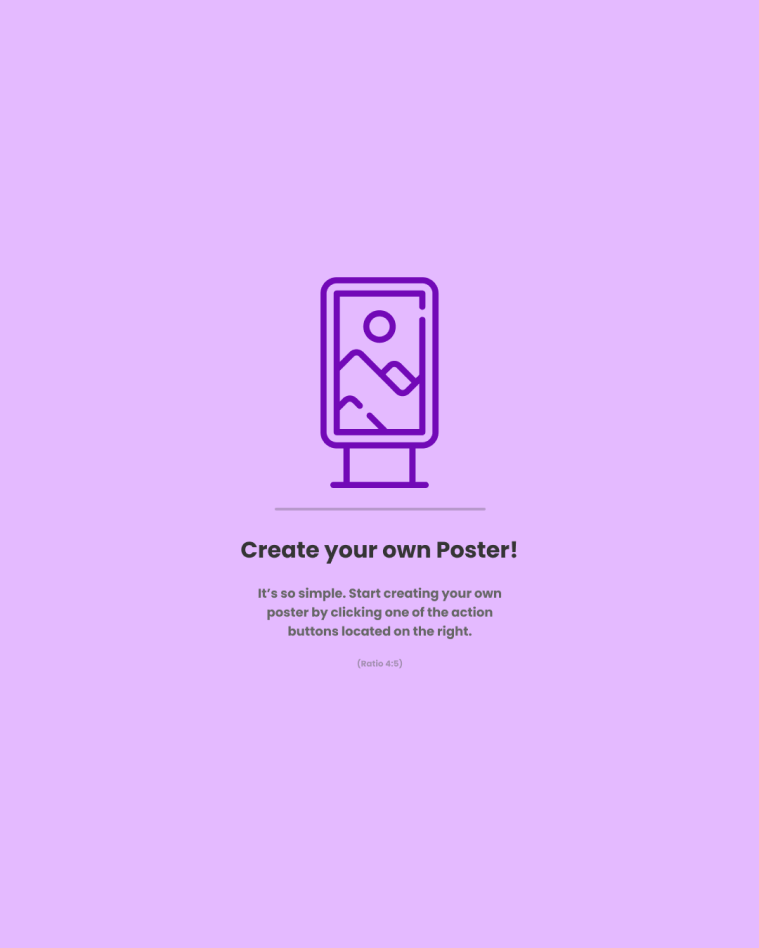 Create your own Poster!
It’s so simple. Start creating your own
poster by clicking one of the action
buttons located on the right.
(Ratio 4:5)